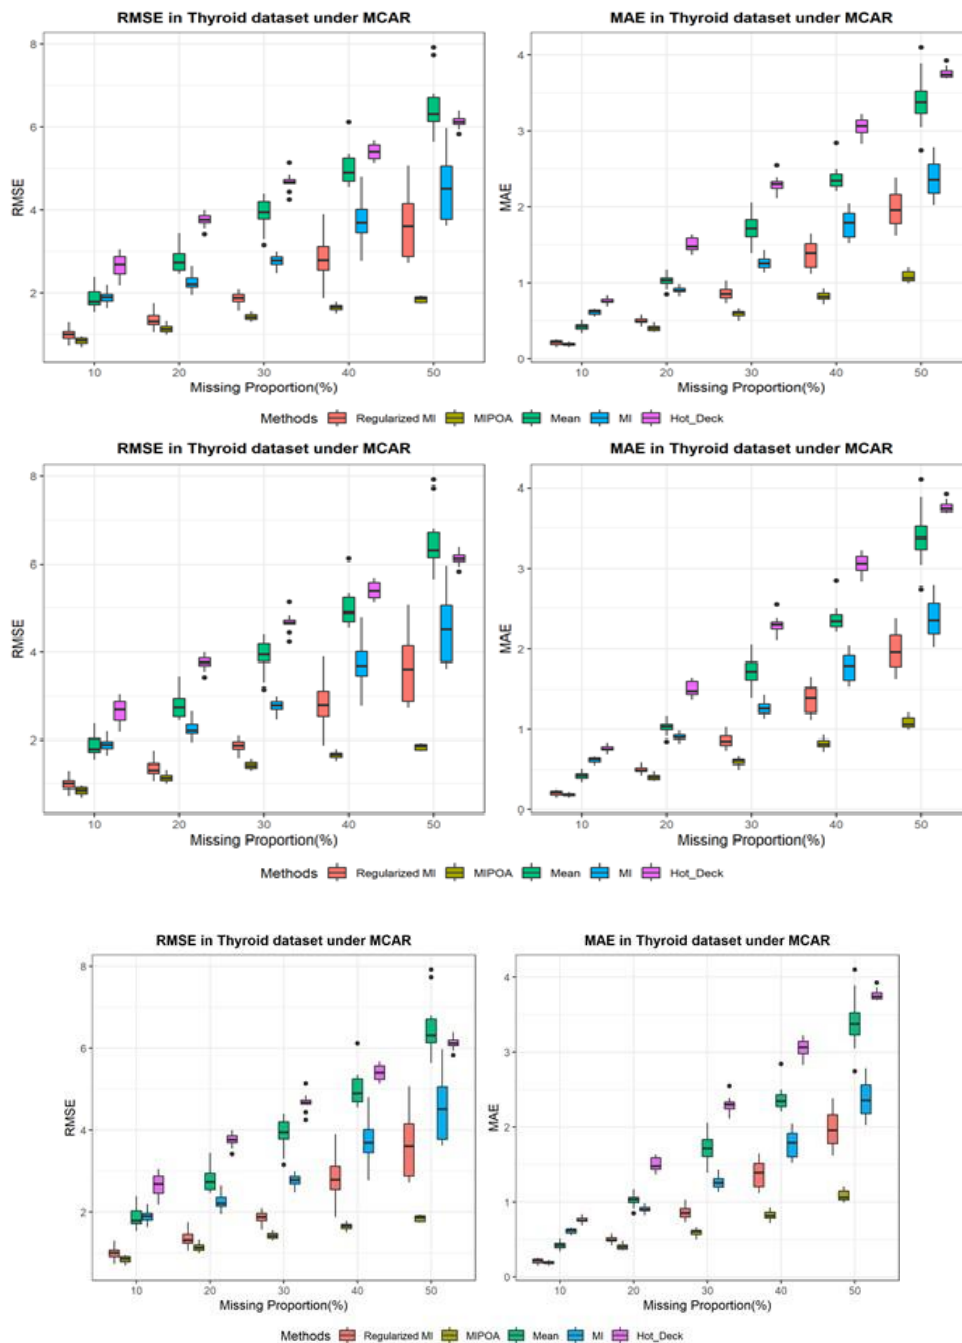 RMSE in Thyroid dataset under MCAR
MAE in Thyroid dataset under MCAR
8
6
4
2
RMSE
10 20 30 40 50
Missing Proportion(%)
4
3
2
1
0
MAE
10 20 30 40 50
Missing Proportion(%)
Methods Regularized MI MIPOA Mean MI Hot_Deck
RMSE in Thyroid dataset under MCAR
MAE in Thyroid dataset under MCAR
8
6
4
2
RMSE
10 20 30 40 50
Missing Proportion(%)
4
3
2
1
0
MAE
10 20 30 40 50
Missing Proportion(%)
Methods Regularized MI MIPOA Mean MI Hot_Deck
RMSE in Thyroid dataset under MCAR
MAE in Thyroid dataset under MCAR
8
6
4
2
RMSE
10 20 30 40 50
Missing Proportion(%)
4
3
2
1
0
MAE
10 20 30 40 50
Missing Proportion(%)
Methods Regularized MI MIPOA Mean MI Hot_Deck